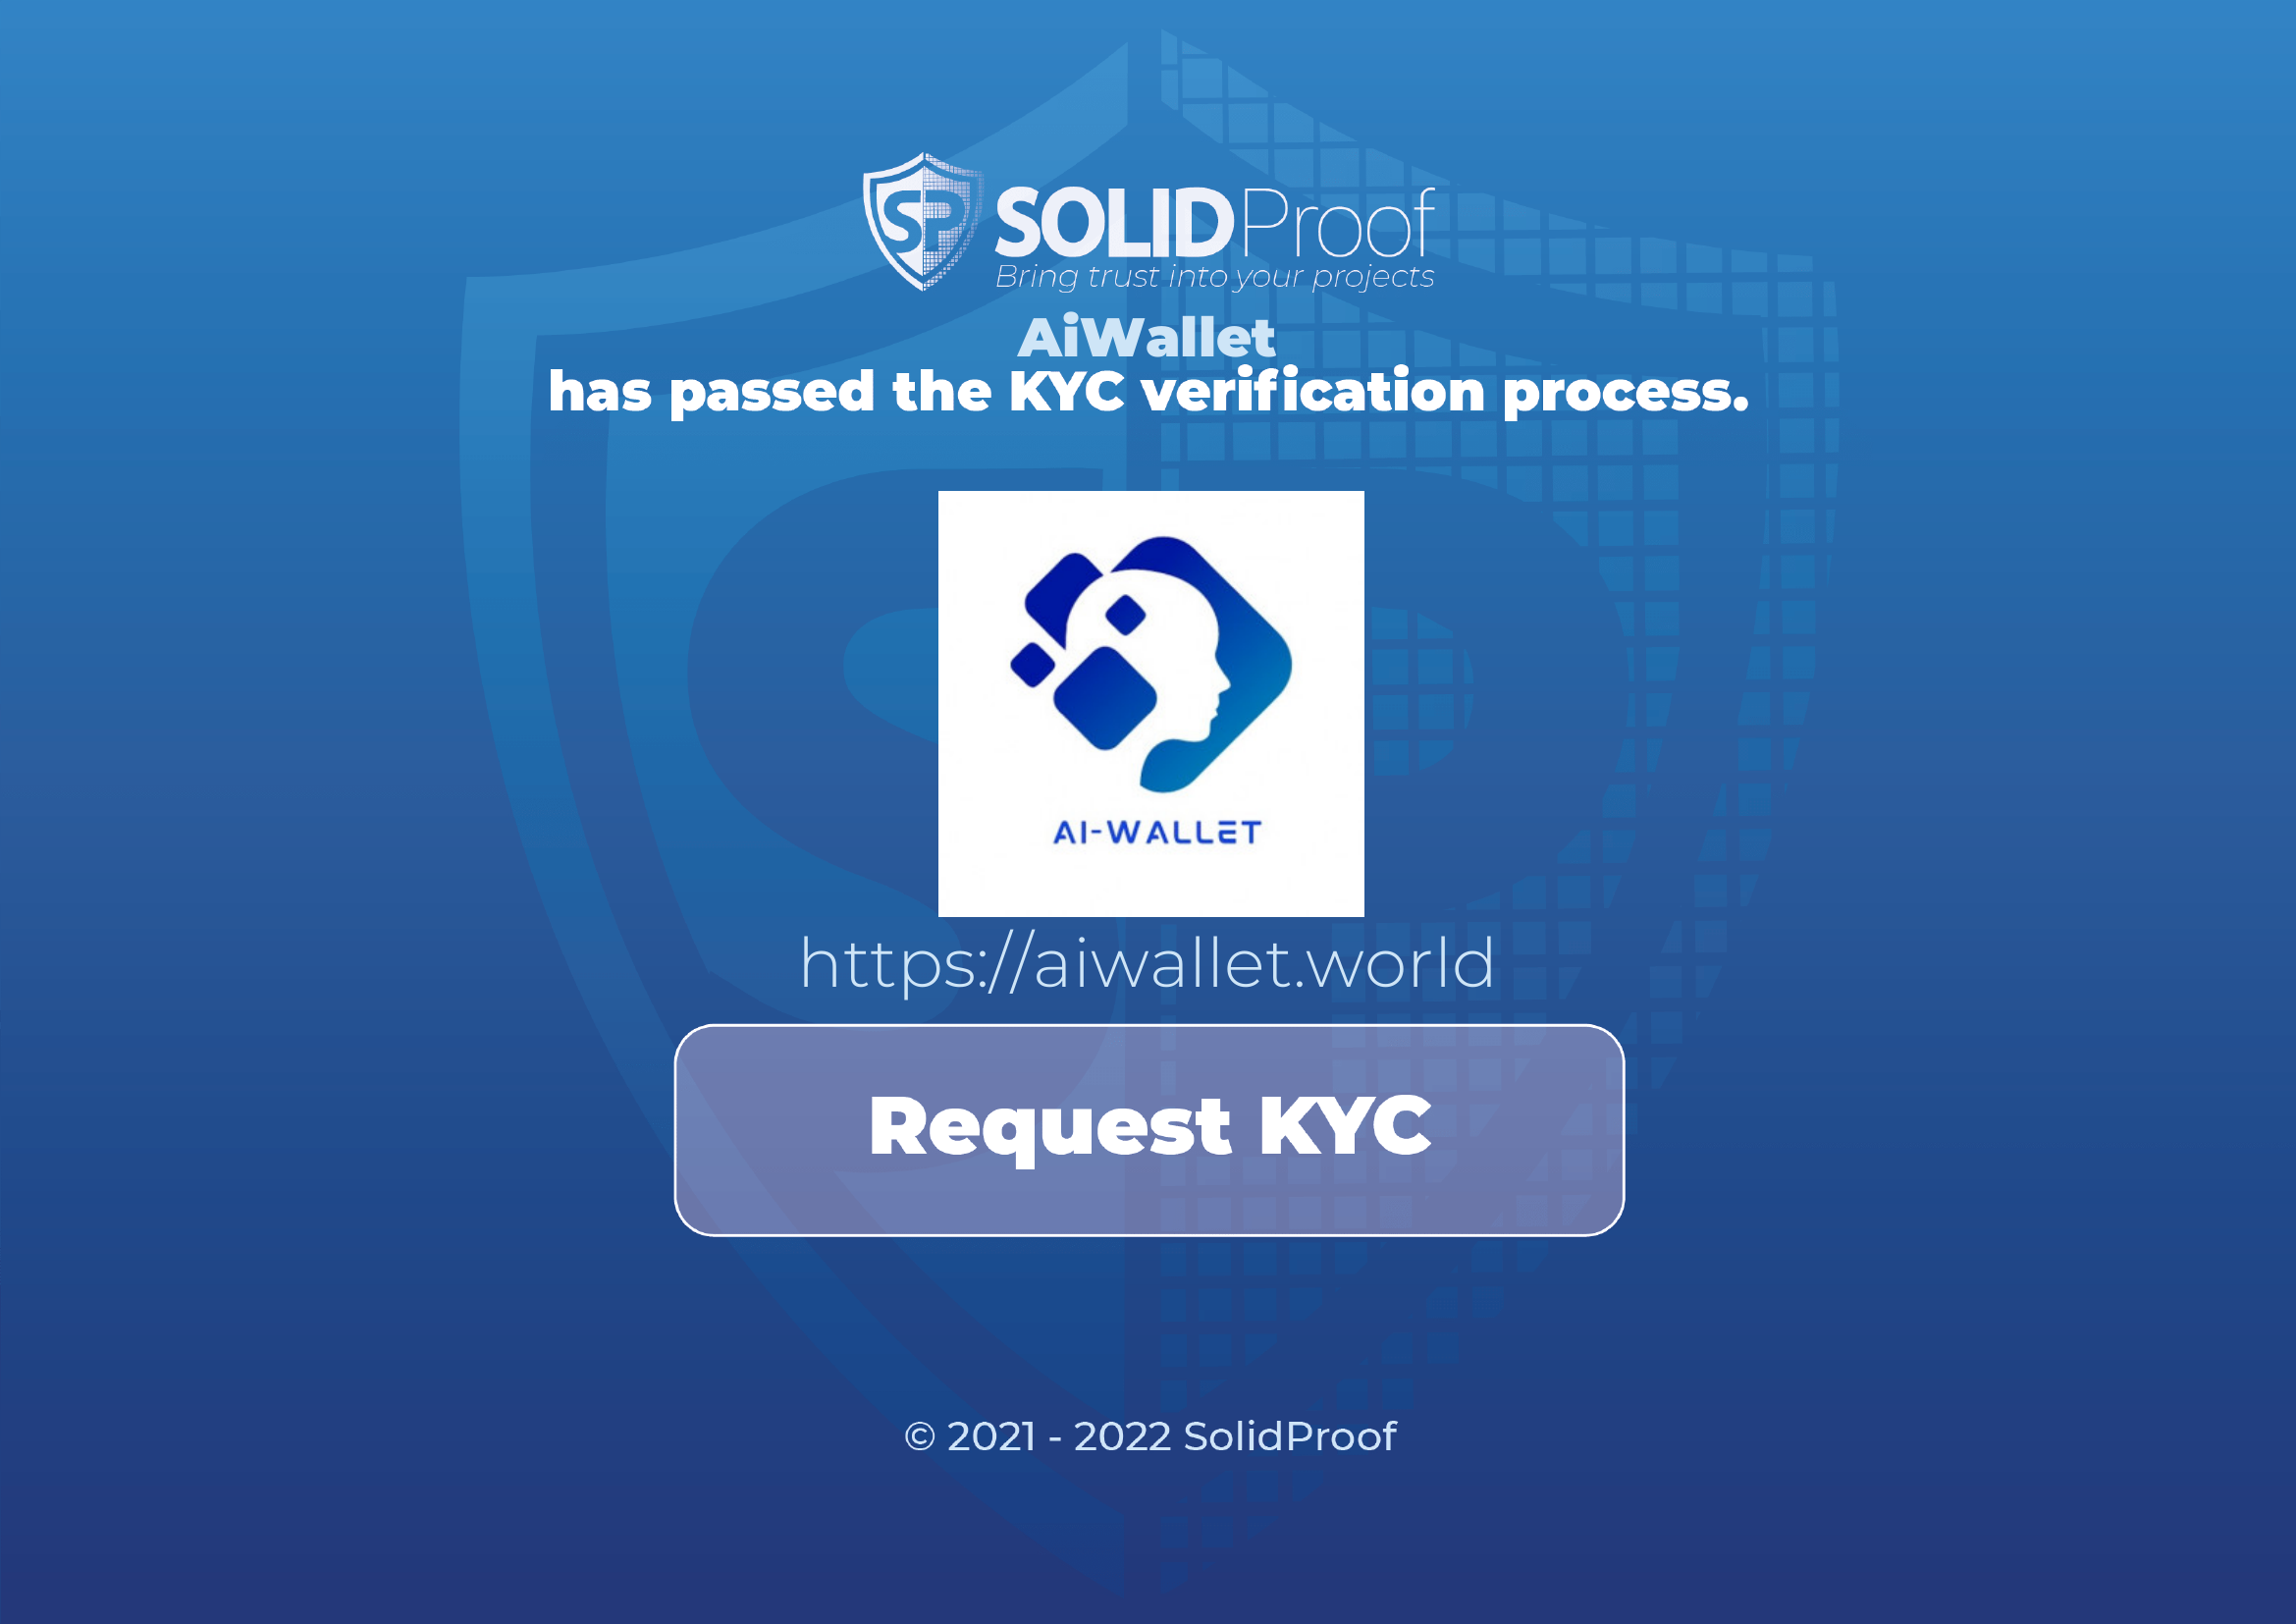 SP SOLIDProof
Bring trust into your projects
AiWallet
has passed the KYC verification process.
AI-WALLET
https://aiwallet.world
Request KYC
© 2021 - 2022 SolidProof